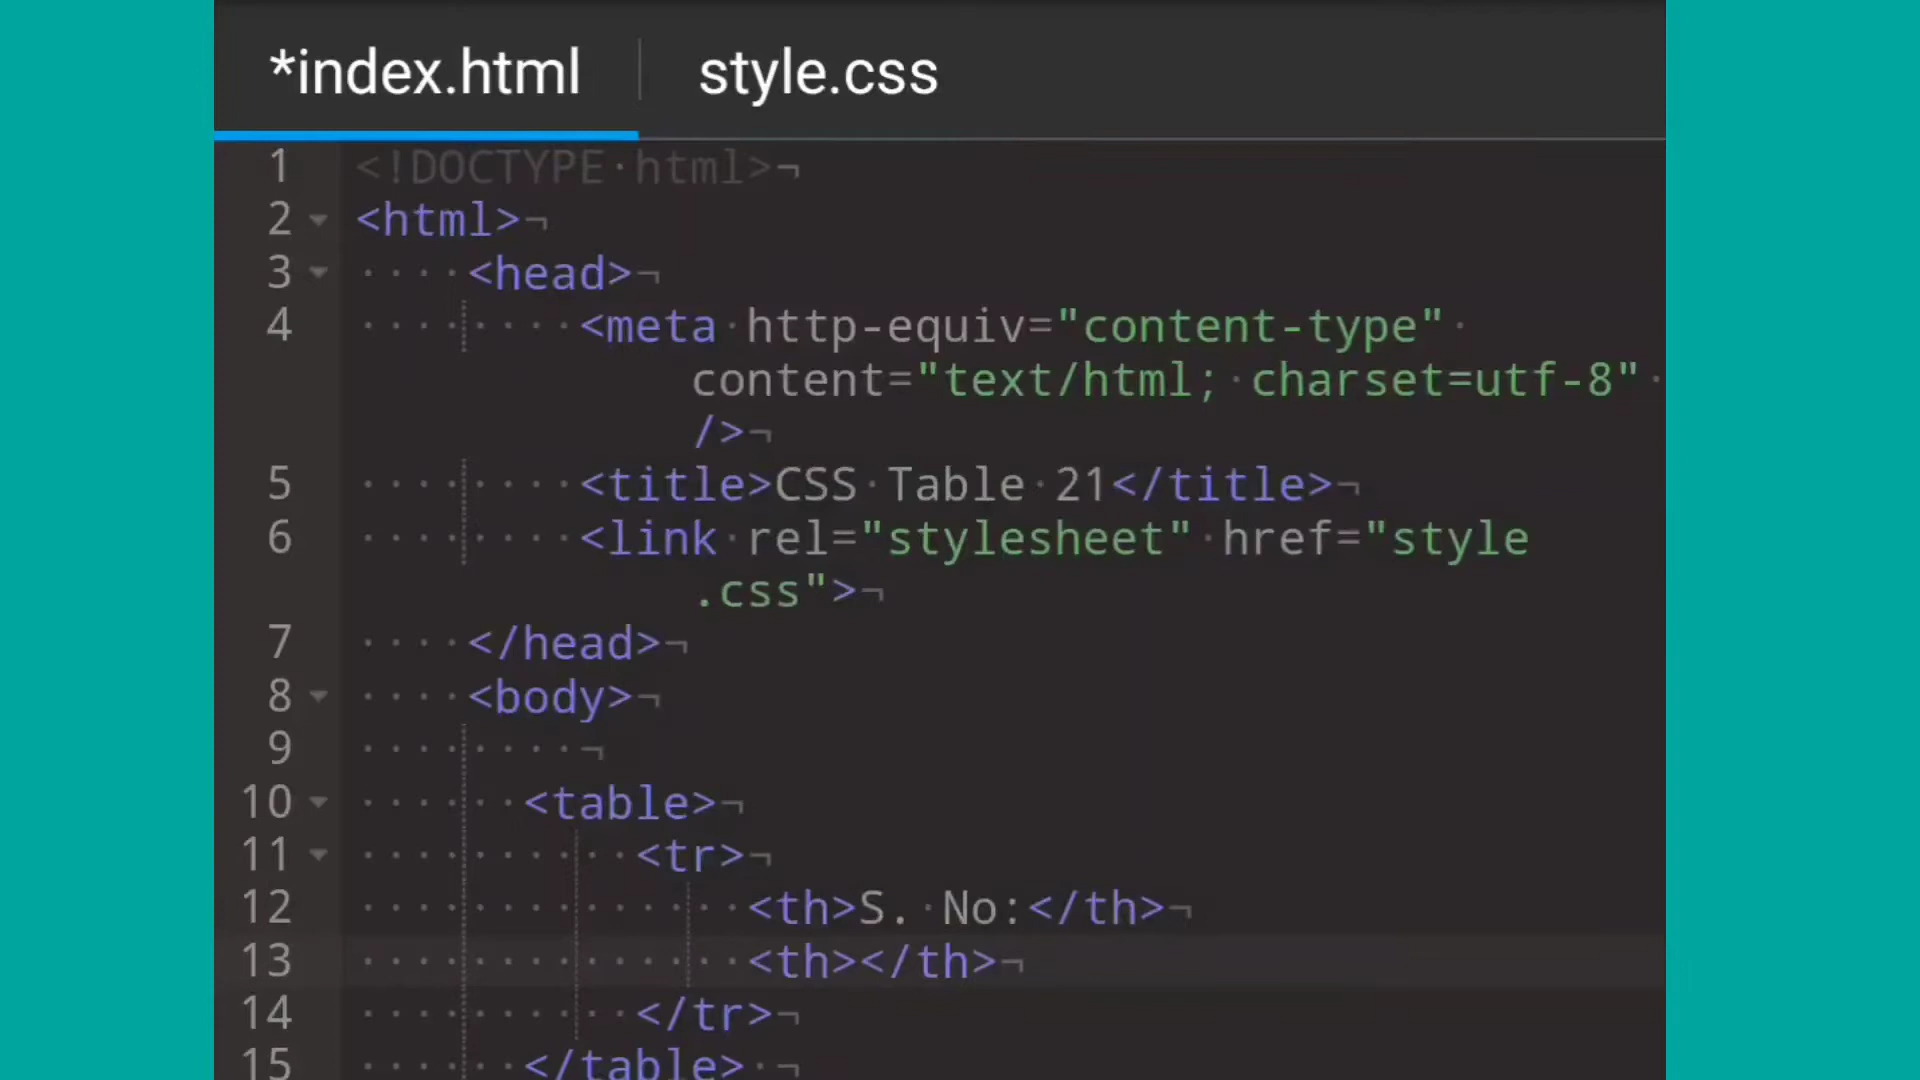 *index.html style.css
1 <!DOCTYPE html>
2 <html>
3 <head>
4 <meta http-equiv="content-type"
content="text/html; charset=utf-8"
/>
5 <title>CSS Table 21</title>
6 <link rel="stylesheet" href="style
.css">
7 </head>
8 <body>
9
10 <table>
11 <tr>
12 <th>S. No:</th>
13 <th></th>
14 </tr>
15 </table>